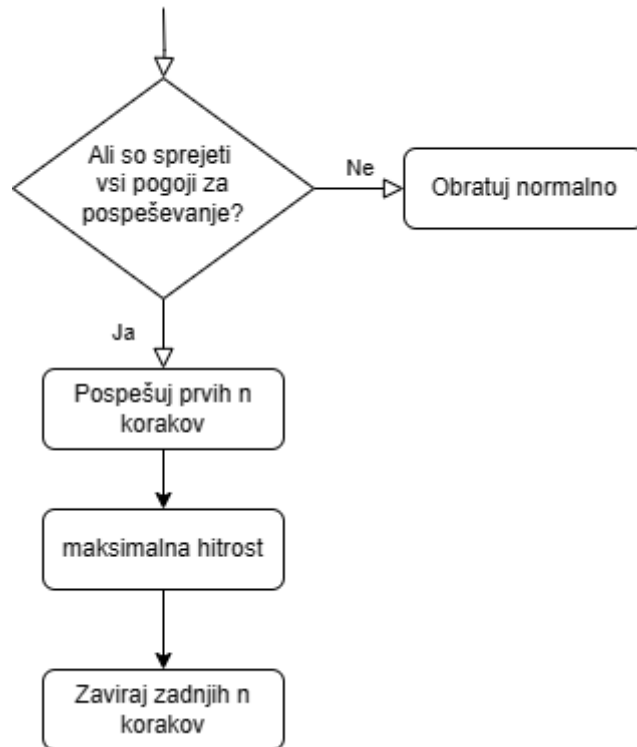 Ali so sprejeti
vsi pogoji za
pospeševanje?
Ne
Obratuj normalno
Ja
Pospešuj prvih n
korakov
maksimalna hitrost
Zaviraj zadnjih n
korakov